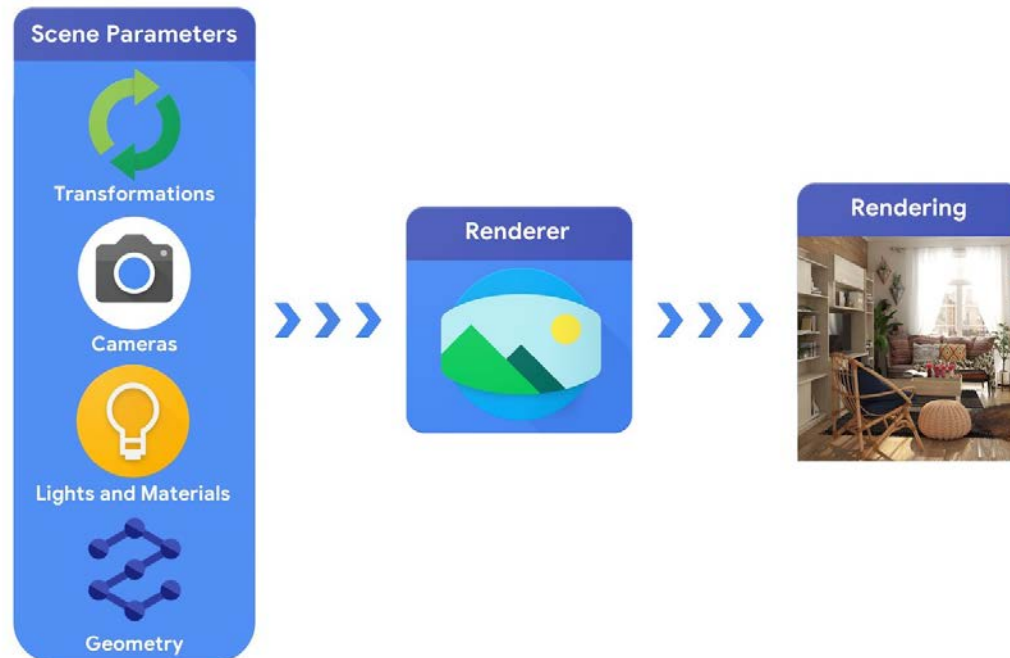 Scene Parameters
Transformations
Cameras
Lights and Materials
Geometry
Renderer
Rendering